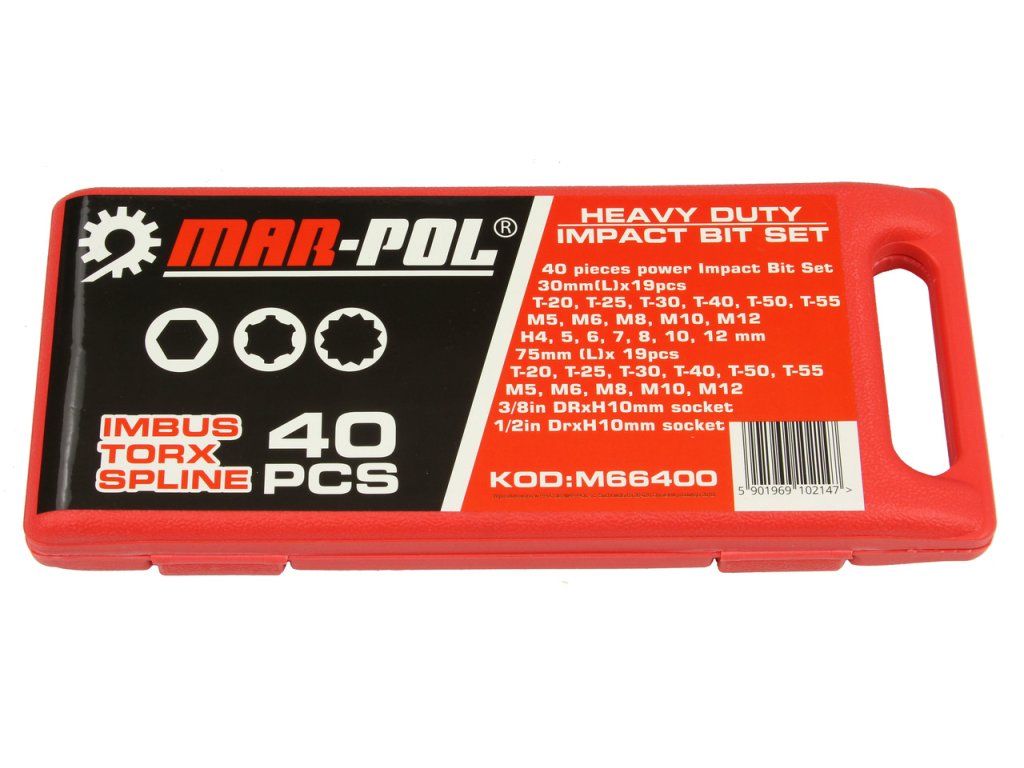 MAR-POL®
IMBUS
TORX
SPLINE
40
PCS
HEAVY DUTY
IMPACT BIT SET
40 pieces power Impact Bit Set
30mm(L)x19pcs
T-20, T-25, T-30, T-40, T-50, T-55
M5, M6, M8, M10, M12
H4, 5, 6, 7, 8, 10, 12 mm
75mm (L)x 19pcs
T-20, T-25, T-30, T-40, T-50, T-55
M5, M6, M8, M10, M12
3/8in DRxH10mm socket
1/2in DrxH10mm socket
KOD:M66400
5 901969 102147 >